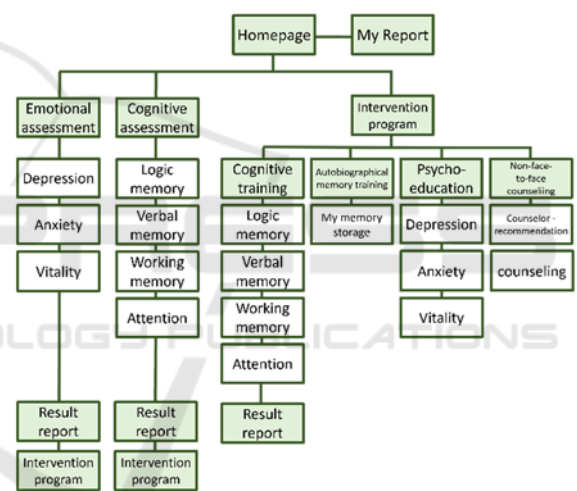 Homepage
My Report
Emotional
assessment
Cognitive
assessment
Intervention
program
Depression
Anxiety
Vitality
Result
report
Intervention
program
Logic
memory
Verbal
memory
Working
memory
Attention
Result
report
Intervention
program
Cognitive
training
Logic
memory
Verbal
memory
Working
memory
Attention
Result
report
Autobiographical
memory training
My memory
storage
Psycho-
education
Depression
Anxiety
Vitality
Non-face-
to-face
counseling
Counselor -
recommendation
counseling
OLOGY PUBLICATIONS